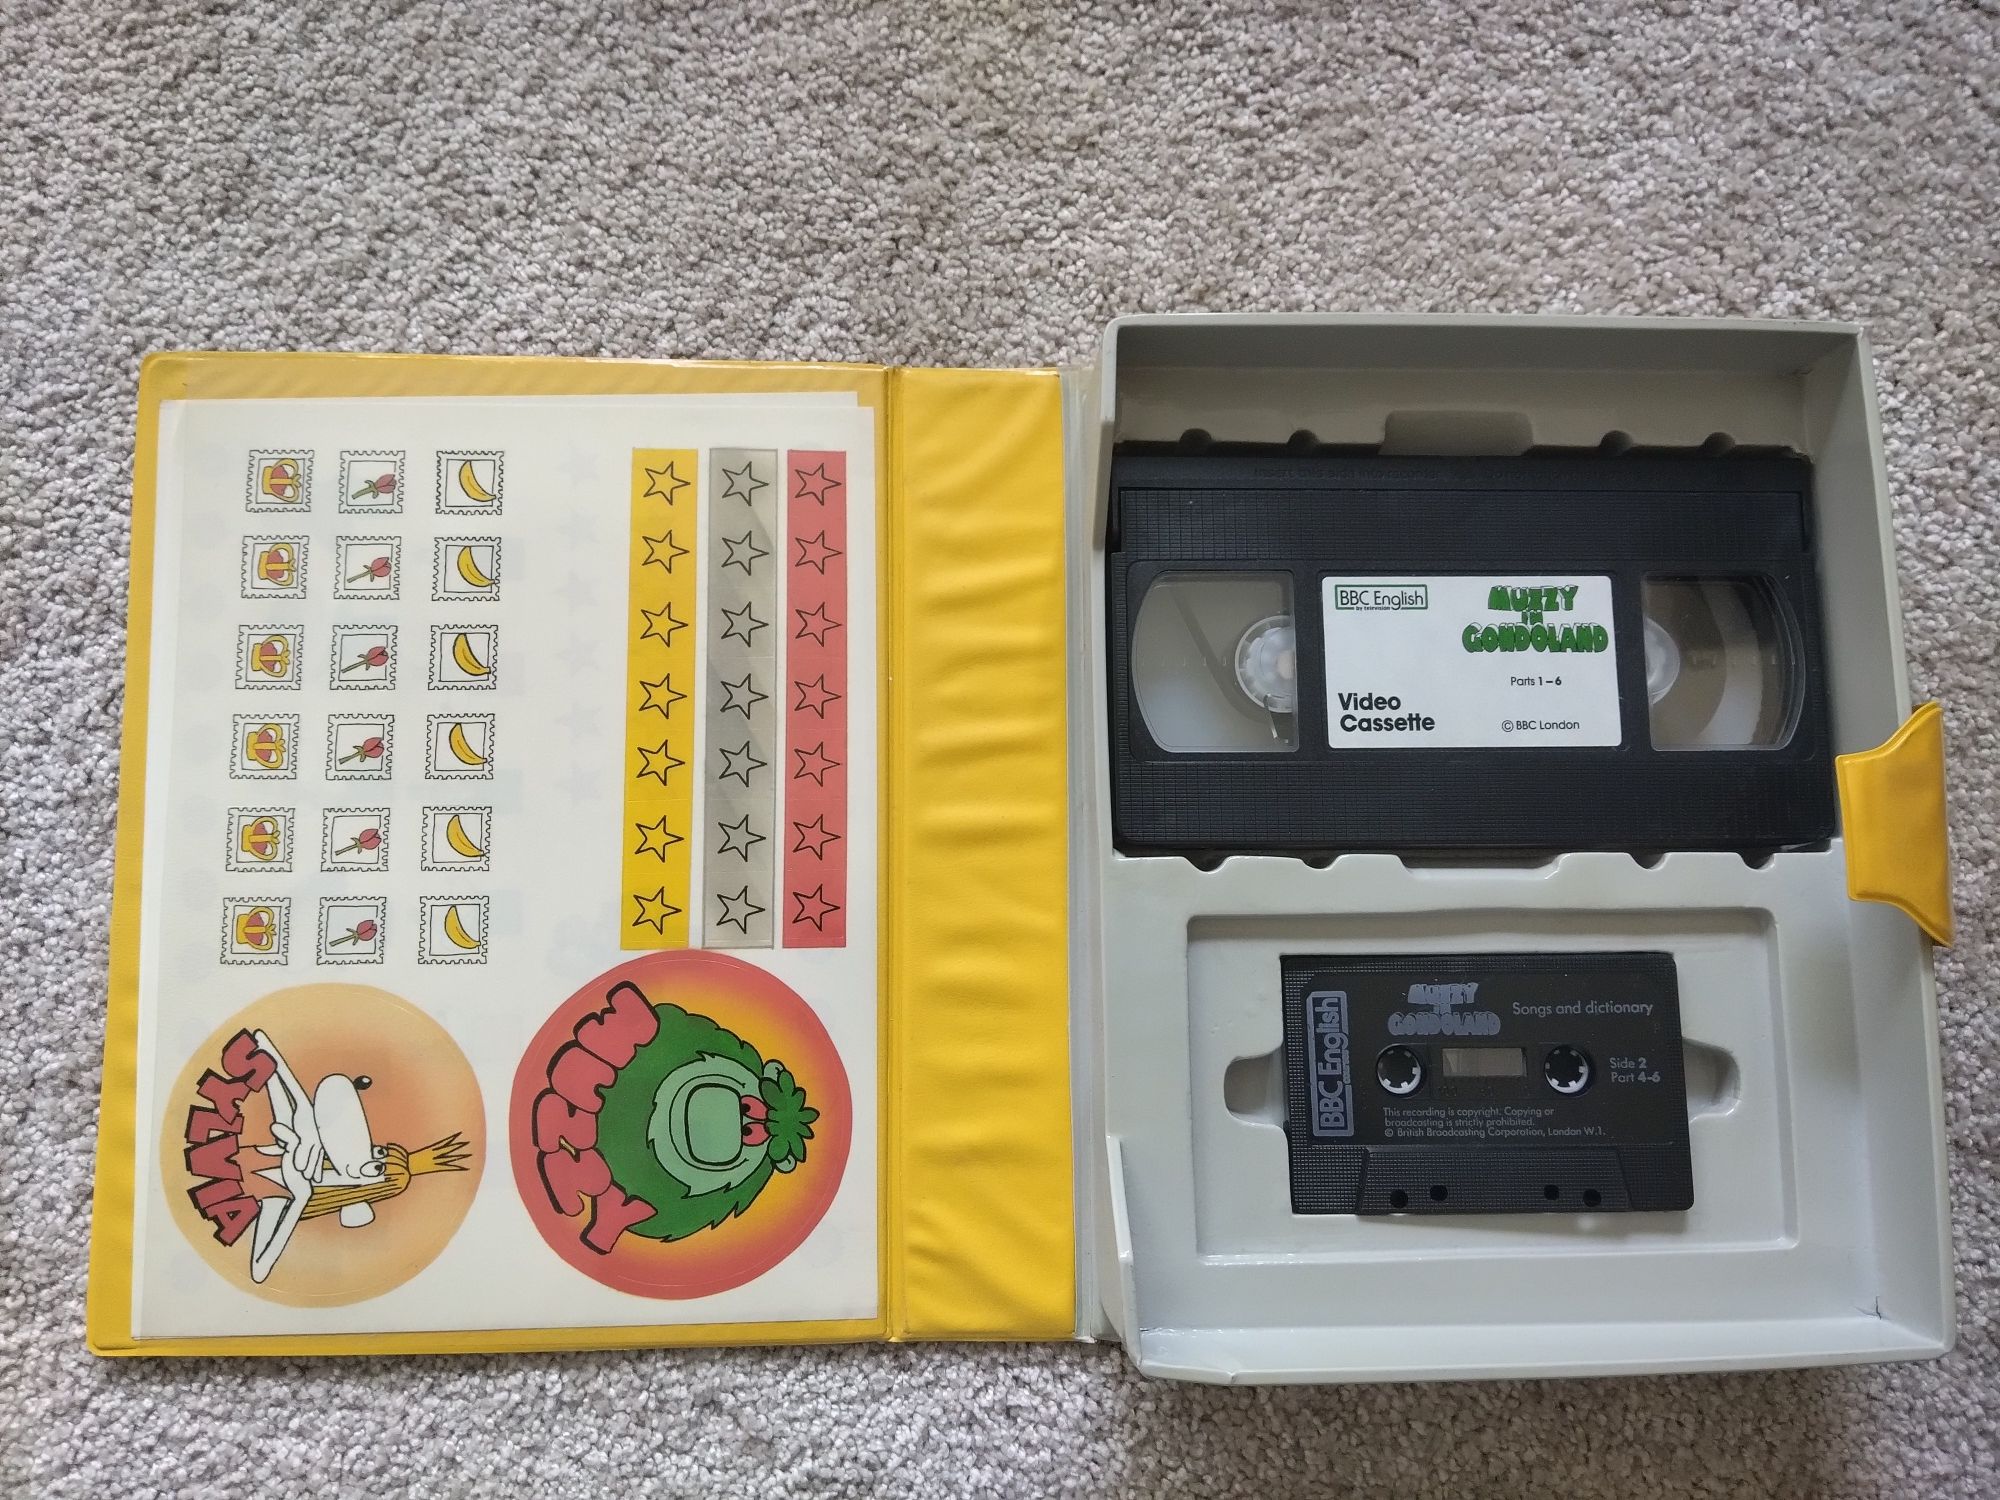 SYLVIA
MUZZY
BBC English
by television
MUZZY
in
GONDOLAND
Parts 1–6
Video
Cassette
© BBC London
BBC English
MUZZY
in
GONDOLAND
Songs and dictionary
Side 2
Part 4-6
This recording is copyright. Copying or
broadcasting is strictly prohibited.
© British Broadcasting Corporation, London W.1.